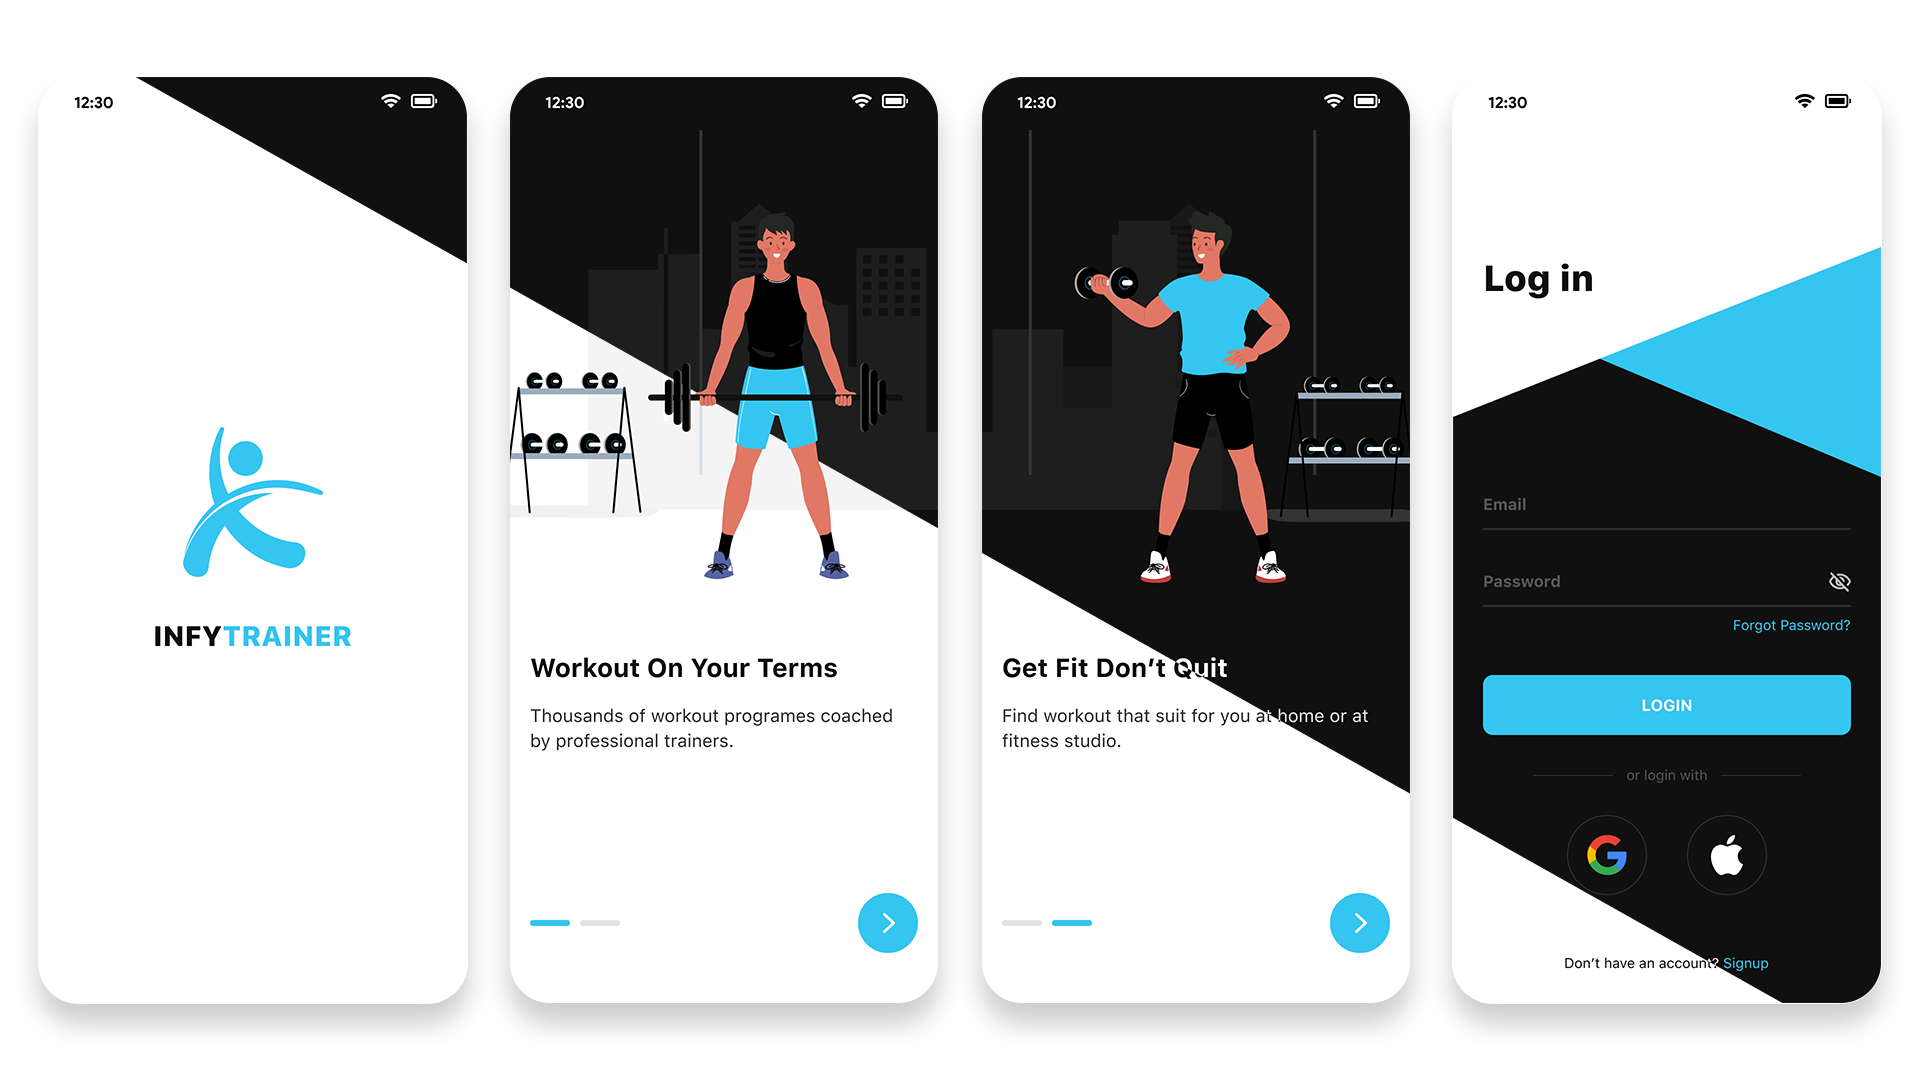 12:30
INFYTRAINER
12:30
Workout On Your Terms
Thousands of workout programes coached
by professional trainers.
12:30
Get Fit Don't Quit
Find workout that suit for you at home or at
fitness studio.
12:30
Log in
Email
Password
Forgot Password?
LOGIN
or login with
Don't have an account? Signup